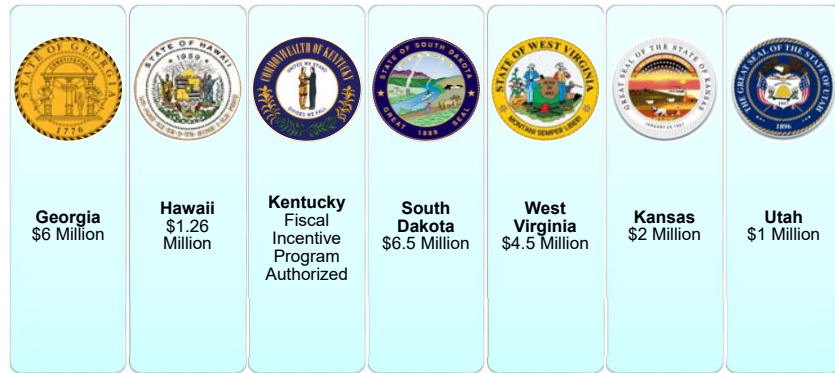 STATE OF GEORGIA
CONSTITUTION
1776
STATE OF HAWAII
1959
COMMONWEALTH OF KENTUCKY
UNITED WE STAND
DIVIDED WE FALL
STATE OF SOUTH DAKOTA
GREAT 1889 SEAL
STATE OF WEST VIRGINIA
MONTANI SEMPER LIBERI
GREAT SEAL OF THE STATE OF KANSAS
JANUARY 29, 1861
THE GREAT SEAL OF THE STATE OF UTAH
1896
Georgia
$6 Million
Hawaii
$1.26
Million
Kentucky
Fiscal
Incentive
Program
Authorized
South
Dakota
$6.5 Million
West
Virginia
$4.5 Million
Kansas
$2 Million
Utah
$1 Million